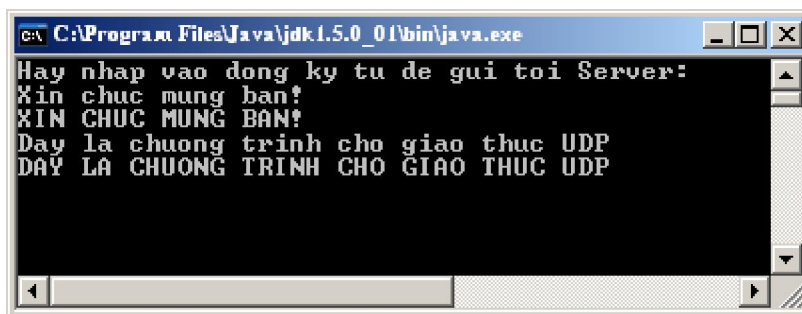 C:\Program Files\Java\jdk1.5.0_01\bin\java.exe
Hay nhap vao dong ky tu de gui toi Server:
Xin chuc mung ban!
XIN CHUC MUNG BAN!
Day la chuong trinh cho giao thuc UDP
DAY LA CHUONG TRINH CHO GIAO THUC UDP